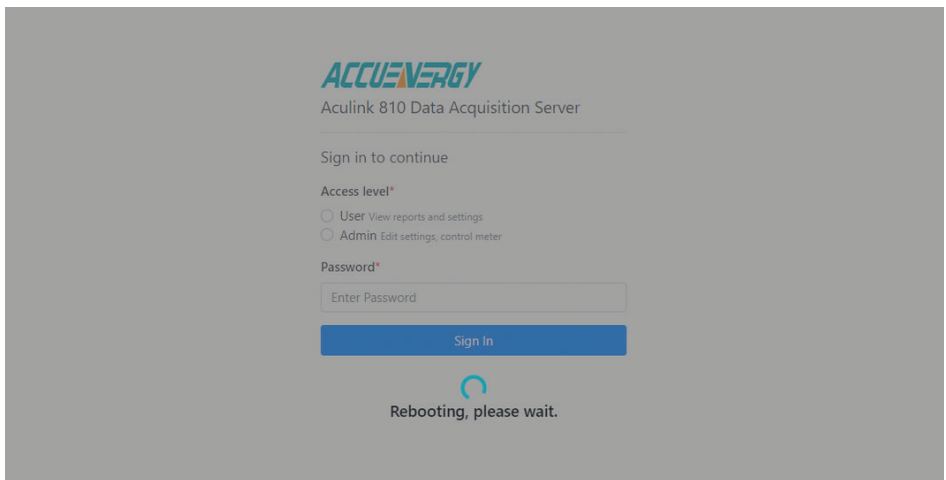 ACCUENERGY
Aculink 810 Data Acquisition Server
Sign in to continue
Access level*
User View reports and settings
Admin Edit settings, control meter
Password*
Enter Password
Sign In
Rebooting, please wait.